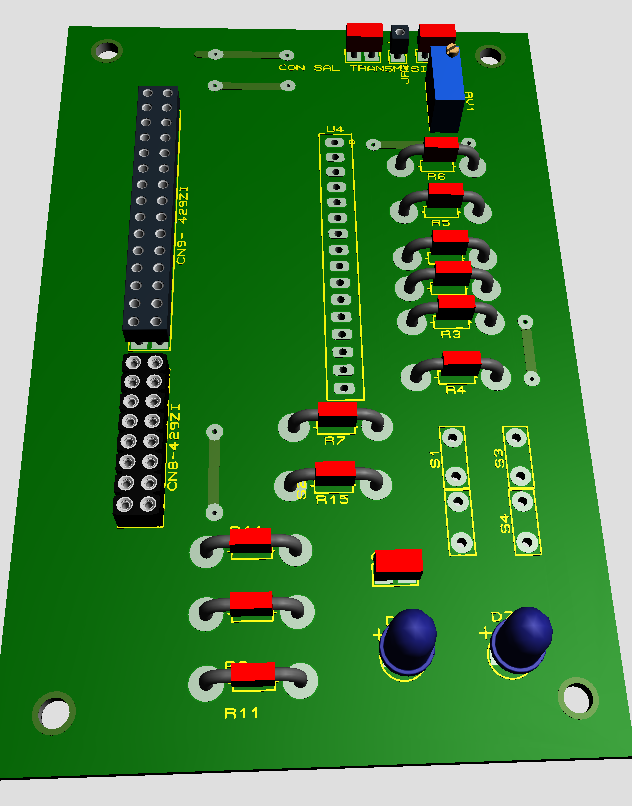 CON SAL TRANSMISI
RV1
U4
R6
R5
CN9- 429ZI
R3
R4
CN8-429ZI
R7
S1
S3
R15
S4
D
R11